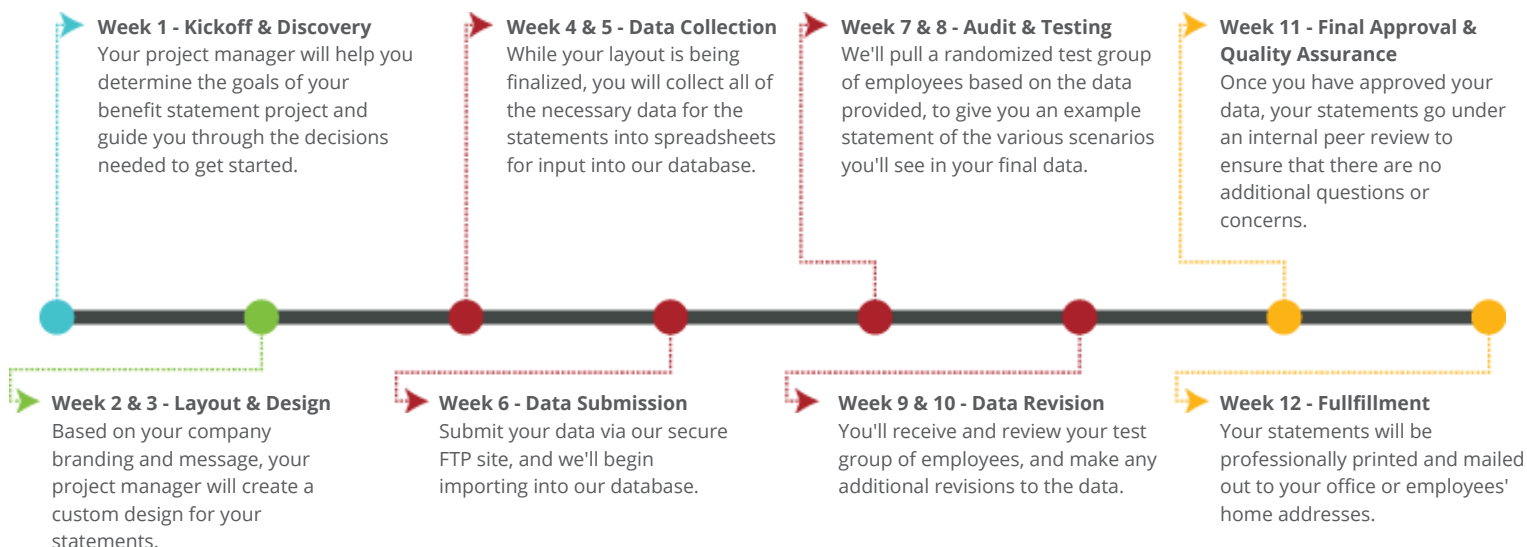 Week 1 - Kickoff & Discovery
Your project manager will help you
determine the goals of your
benefit statement project and
guide you through the decisions
needed to get started.
Week 4 & 5 - Data Collection
While your layout is being
finalized, you will collect all of
the necessary data for the
statements into spreadsheets
for input into our database.
Week 7 & 8 - Audit & Testing
We'll pull a randomized test group
of employees based on the data
provided, to give you an example
statement of the various scenarios
you'll see in your final data.
Week 11 - Final Approval &
Quality Assurance
Once you have approved your
data, your statements go under
an internal peer review to
ensure that there are no
additional questions or
concerns.
Week 2 & 3 - Layout & Design
Based on your company
branding and message, your
project manager will create a
custom design for your
statements.
Week 6 - Data Submission
Submit your data via our secure
FTP site, and we'll begin
importing into our database.
Week 9 & 10 - Data Revision
You'll receive and review your test
group of employees, and make any
additional revisions to the data.
Week 12 - Fullfillment
Your statements will be
professionally printed and mailed
out to your office or employees'
home addresses.